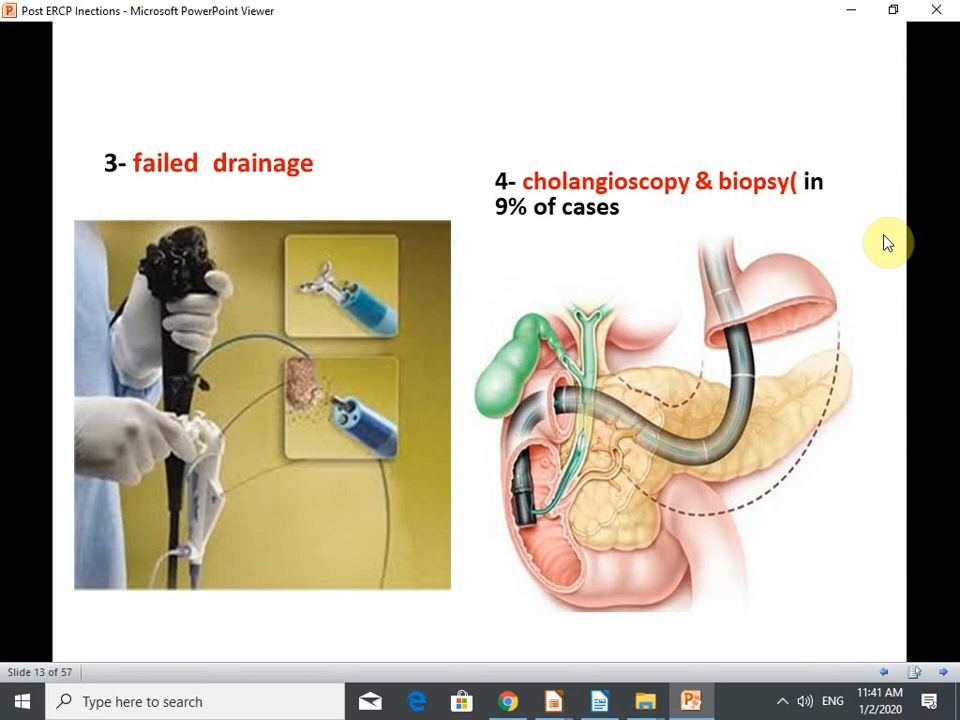 Post ERCP Inections - Microsoft PowerPoint Viewer
3- failed drainage
4- cholangioscopy & biopsy( in
9% of cases
Slide 13 of 57
Type here to search
ENG
11:41 AM
1/2/2020